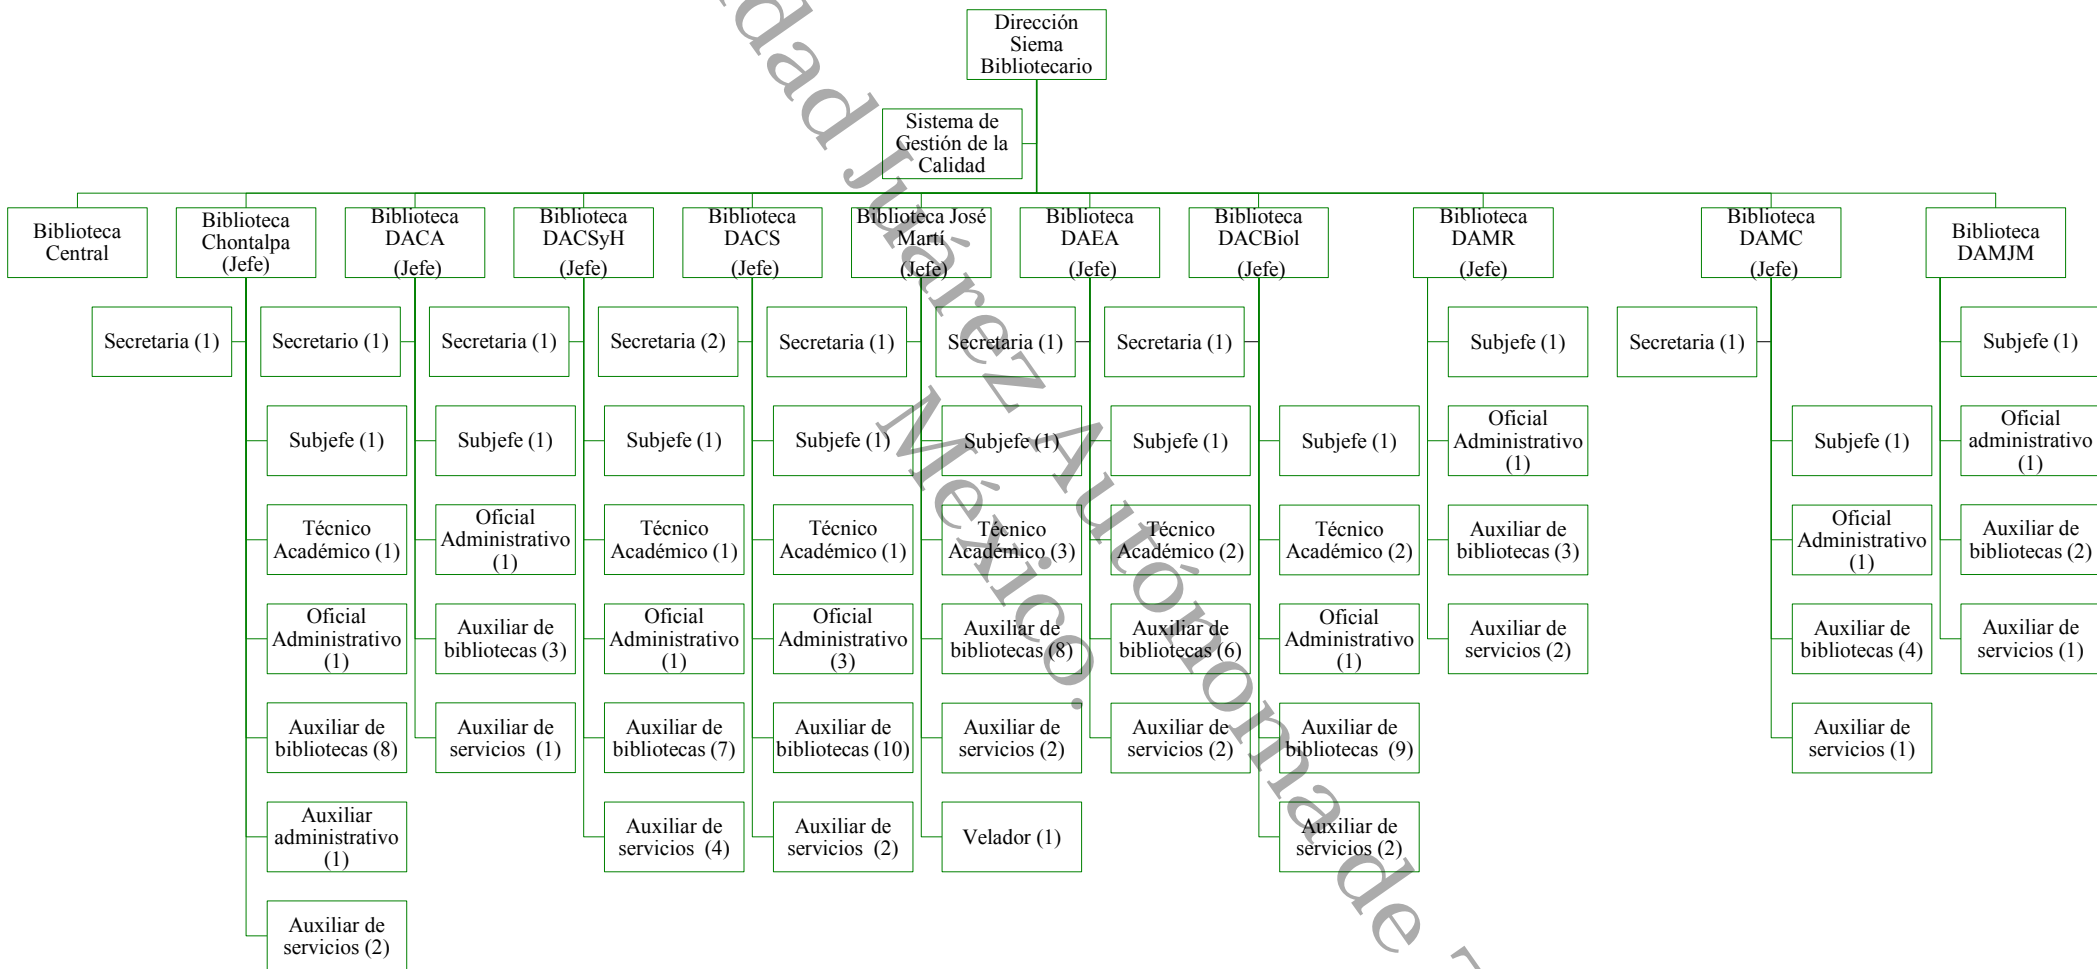 Dirección
Siema
Bibliotecario
Sistema de
Gestión de la
Calidad
Biblioteca
Central
Biblioteca
Chontalpa
(Jefe)
Biblioteca
DACA
(Jefe)
Biblioteca
DACSyH
(Jefe)
Biblioteca
DACS
(Jefe)
Biblioteca José
Martí
(Jefe)
Biblioteca
DAEA
(Jefe)
Biblioteca
DACBiol
(Jefe)
Biblioteca
DAMR
(Jefe)
Biblioteca
DAMC
(Jefe)
Biblioteca
DAMJM
Secretaria (1)
Secretario (1)
Secretaria (1)
Secretaria (2)
Secretaria (1)
Secretaria (1)
Secretaria (1)
Subjefe (1)
Secretaria (1)
Subjefe (1)
Subjefe (1)
Subjefe (1)
Subjefe (1)
Subjefe (1)
Subjefe (1)
Subjefe (1)
Subjefe (1)
Oficial
Administrativo
(1)
Subjefe (1)
Oficial
administrativo
(1)
Técnico
Académico (1)
Oficial
Administrativo
(1)
Técnico
Académico (1)
Técnico
Académico (1)
Técnico
Académico (3)
Técnico
Académico (2)
Técnico
Académico (2)
Auxiliar de
bibliotecas (3)
Oficial
Administrativo
(1)
Auxiliar de
bibliotecas (2)
Oficial
Administrativo
(1)
Auxiliar de
bibliotecas (3)
Oficial
Administrativo
(1)
Oficial
Administrativo
(3)
Auxiliar de
bibliotecas (8)
Auxiliar de
bibliotecas (6)
Oficial
Administrativo
(1)
Auxiliar de
servicios (2)
Auxiliar de
bibliotecas (4)
Auxiliar de
servicios (1)
Auxiliar de
bibliotecas (8)
Auxiliar de
servicios (1)
Auxiliar de
bibliotecas (7)
Auxiliar de
bibliotecas (10)
Auxiliar de
servicios (2)
Auxiliar de
servicios (2)
Auxiliar de
bibliotecas (9)
Auxiliar de
servicios (1)
Auxiliar
administrativo
(1)
Auxiliar de
servicios (4)
Auxiliar de
servicios (2)
Velador (1)
Auxiliar de
servicios (2)
Auxiliar de
servicios (2)
Juárez Autónoma de
México.